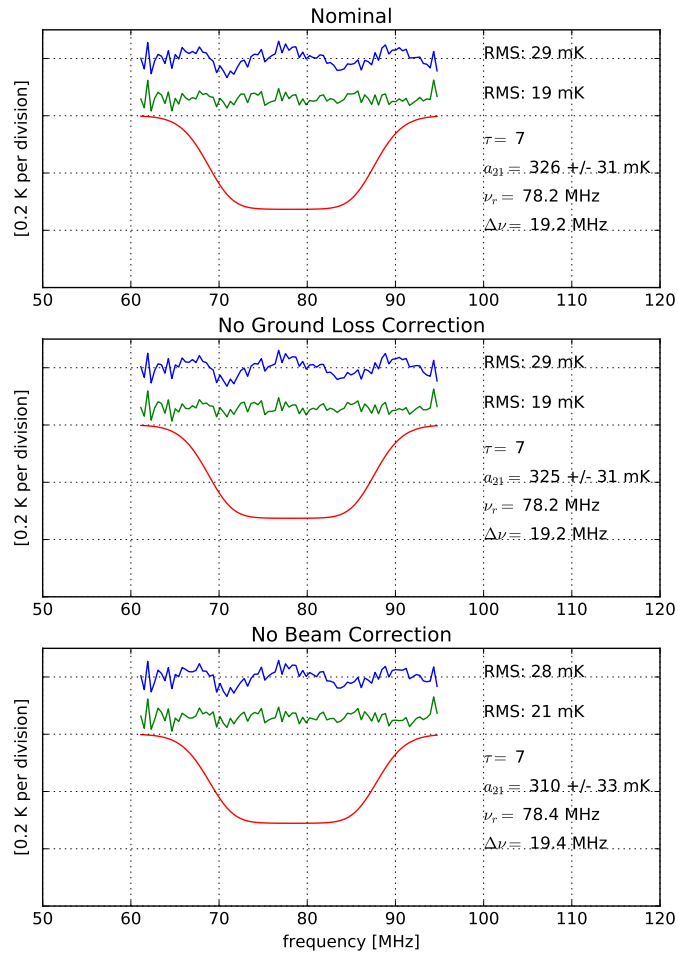 Nominal
[0.2 K per division]
RMS: 29 mK
RMS: 19 mK
τ = 7
a₂₁ = 326 +/- 31 mK
ν_r = 78.2 MHz
Δν = 19.2 MHz
50 60 70 80 90 100 110 120
No Ground Loss Correction
[0.2 K per division]
RMS: 29 mK
RMS: 19 mK
τ = 7
a₂₁ = 325 +/- 31 mK
ν_r = 78.2 MHz
Δν = 19.2 MHz
50 60 70 80 90 100 110 120
No Beam Correction
[0.2 K per division]
RMS: 28 mK
RMS: 21 mK
τ = 7
a₂₁ = 310 +/- 33 mK
ν_r = 78.4 MHz
Δν = 19.4 MHz
50 60 70 80 90 100 110 120
frequency [MHz]